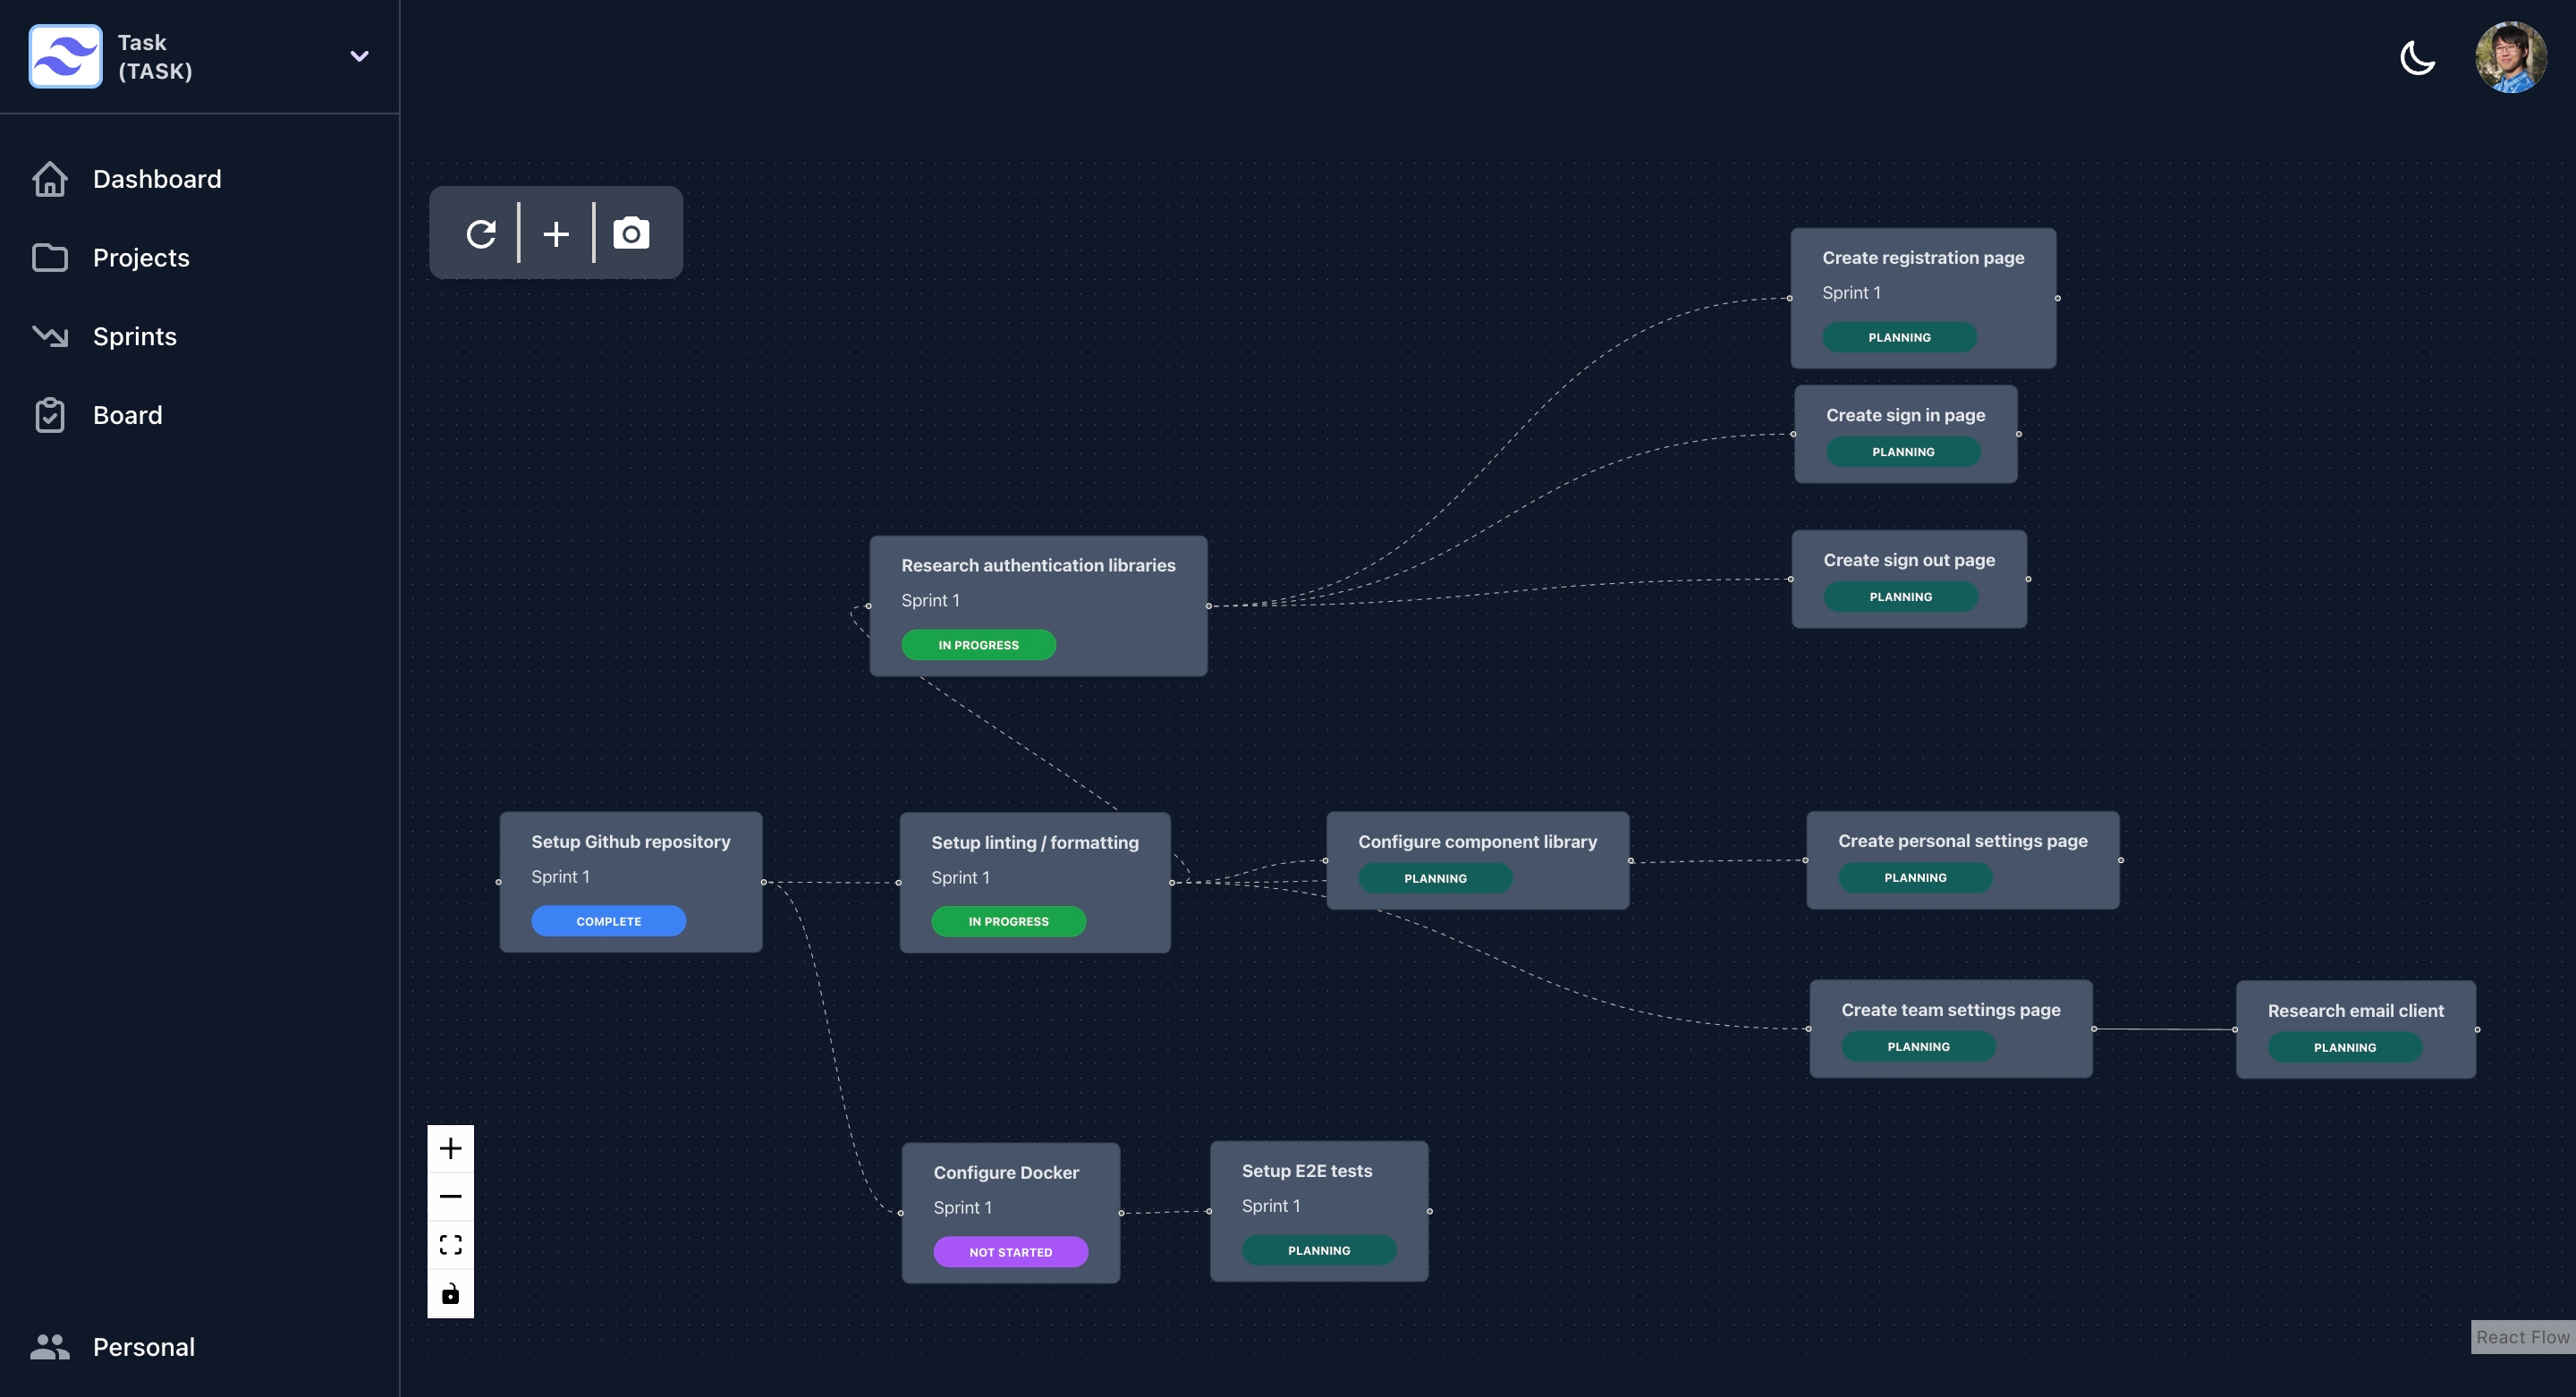 Task
(TASK)
Dashboard
Projects
Sprints
Board
Personal
Create registration page
Sprint 1
PLANNING
Create sign in page
PLANNING
Create sign out page
PLANNING
Research authentication libraries
Sprint 1
IN PROGRESS
Setup Github repository
Sprint 1
COMPLETE
Setup linting / formatting
Sprint 1
IN PROGRESS
Configure component library
PLANNING
Create personal settings page
PLANNING
Create team settings page
PLANNING
Research email client
PLANNING
Configure Docker
Sprint 1
NOT STARTED
Setup E2E tests
Sprint 1
PLANNING
React Flow